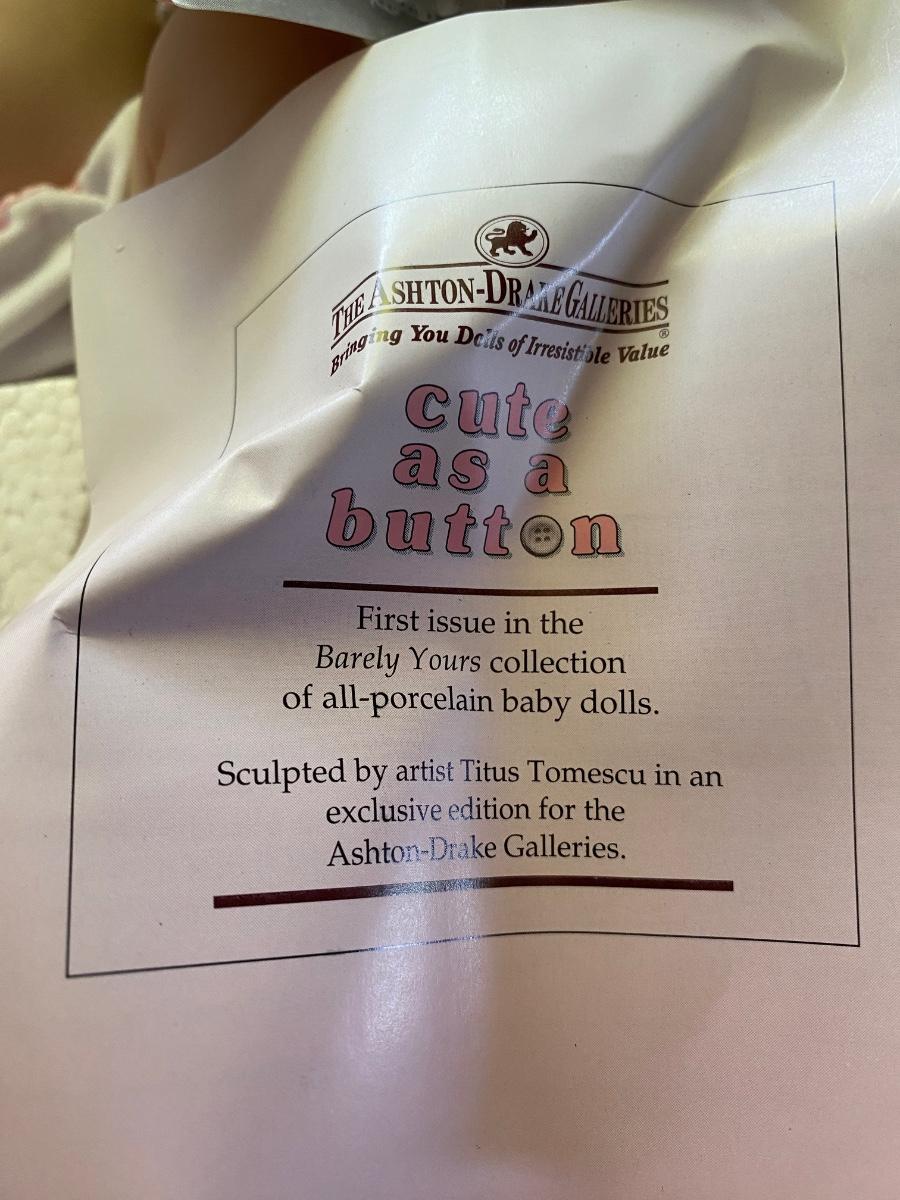 THE ASHTON-DRAKE GALLERIES
®
Bringing You Dolls of Irresistible Value
cute
as a
button
First issue in the
Barely Yours collection
of all-porcelain baby dolls.
Sculpted by artist Titus Tomescu in an
exclusive edition for the
Ashton-Drake Galleries.